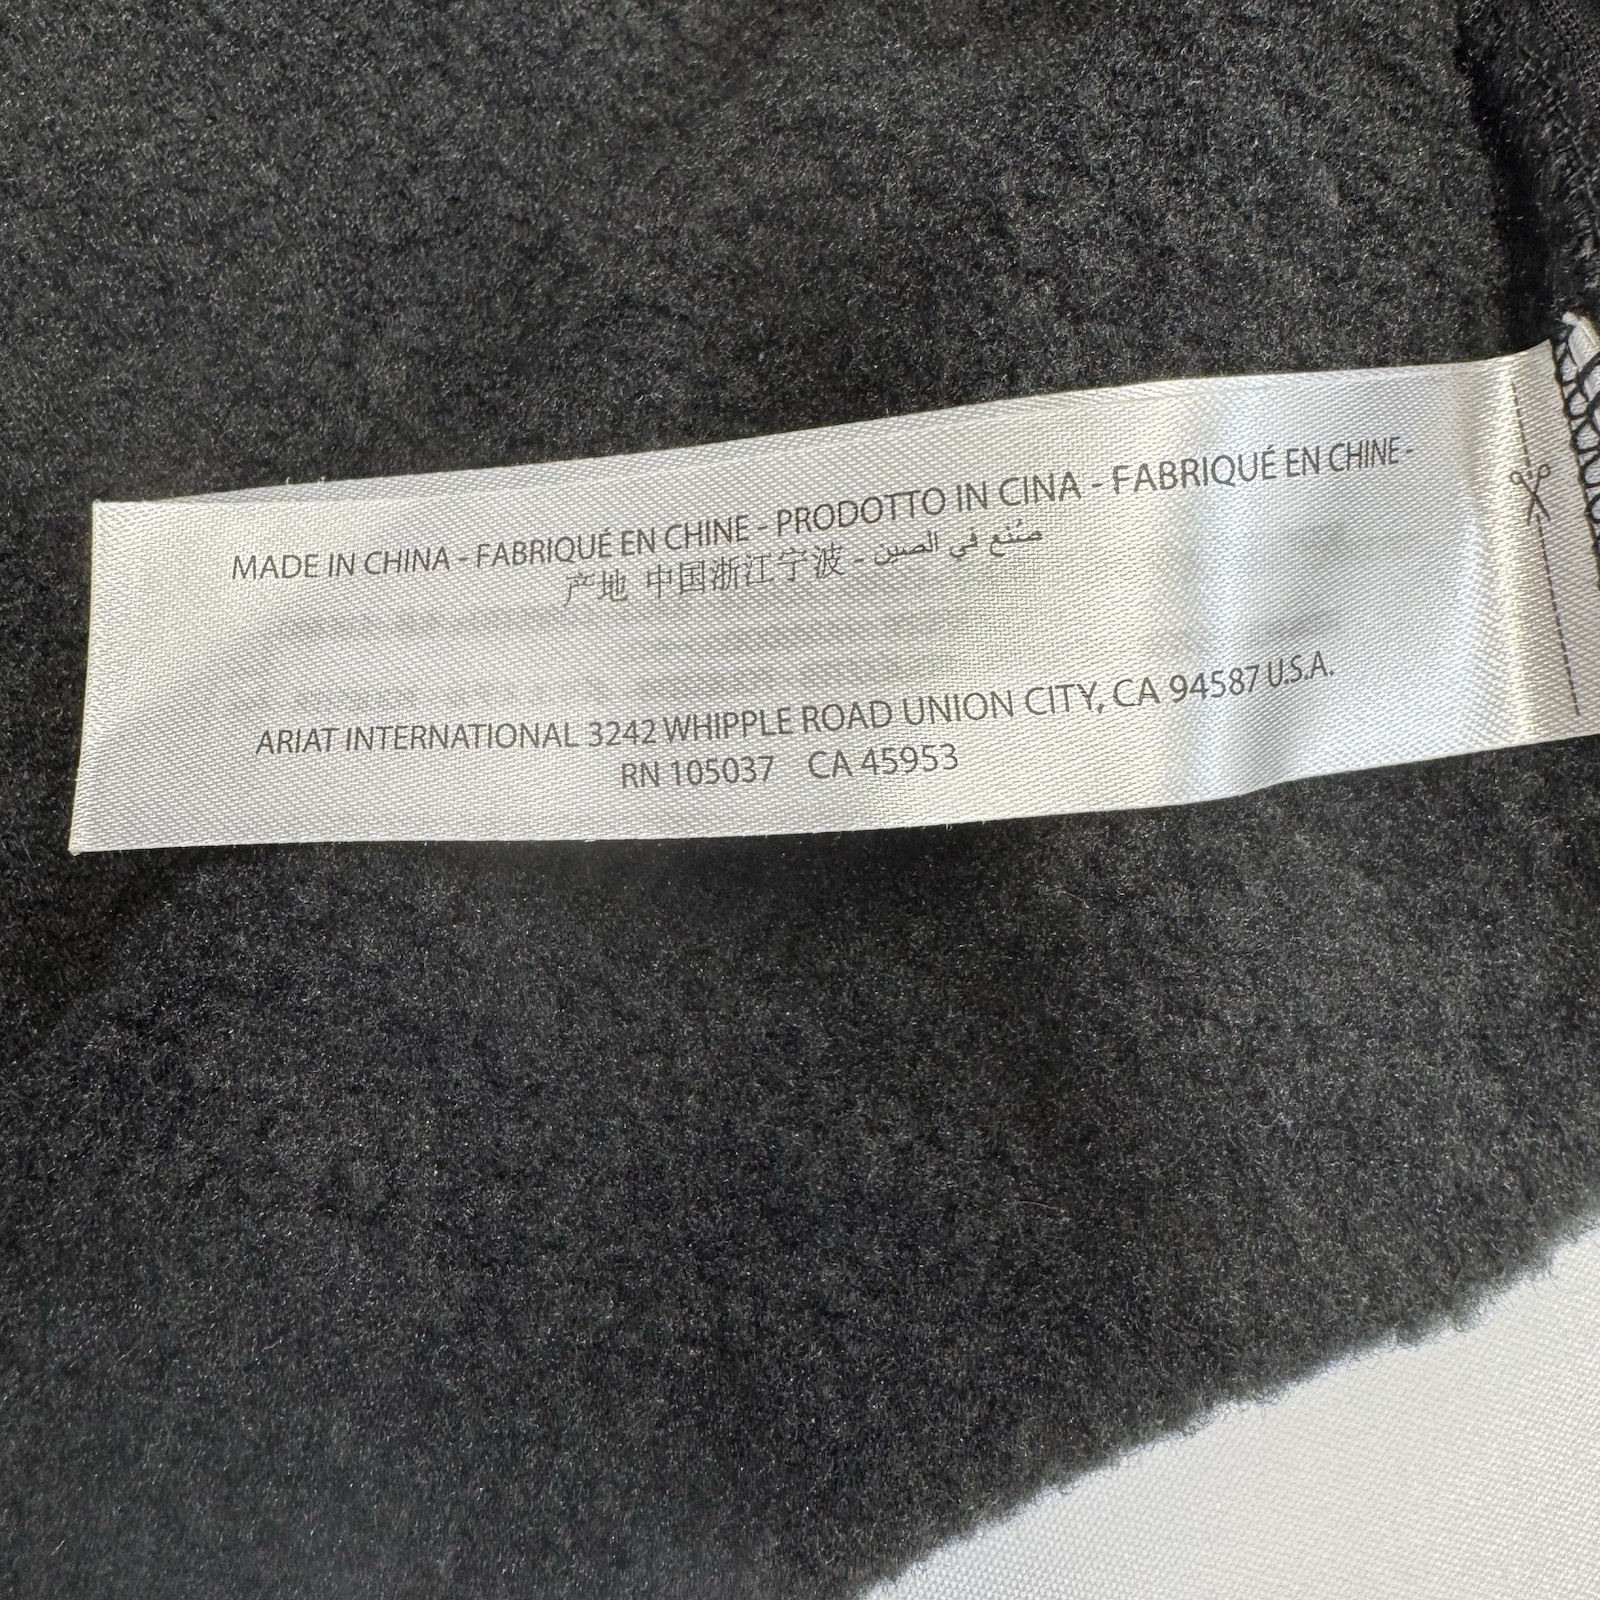 MADE IN CHINA - FABRIQUÉ EN CHINE - PRODOTTO IN CINA - FABRIQUÉ EN CHINE -
产地 中国浙江宁波 - صُنع في الصين
ARIAT INTERNATIONAL 3242 WHIPPLE ROAD UNION CITY, CA 94587 U.S.A.
RN 105037 CA 45953